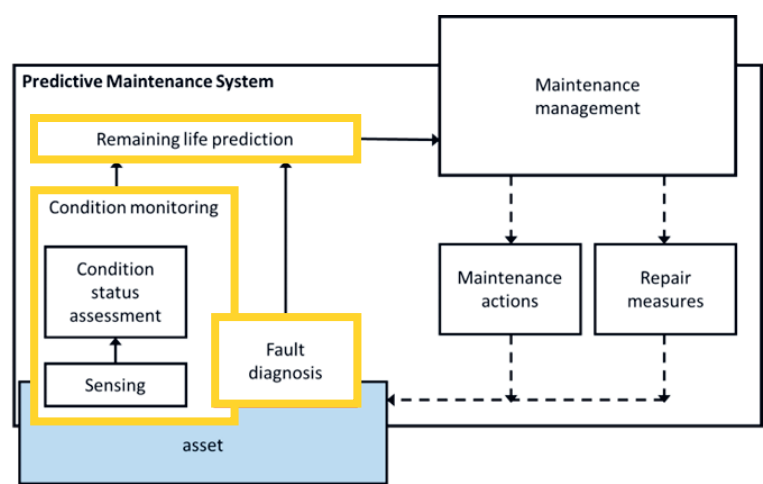 Predictive Maintenance System
Maintenance
management
Remaining life prediction
Condition monitoring
Condition
status
assessment
Sensing
Fault
diagnosis
Maintenance
actions
Repair
measures
asset